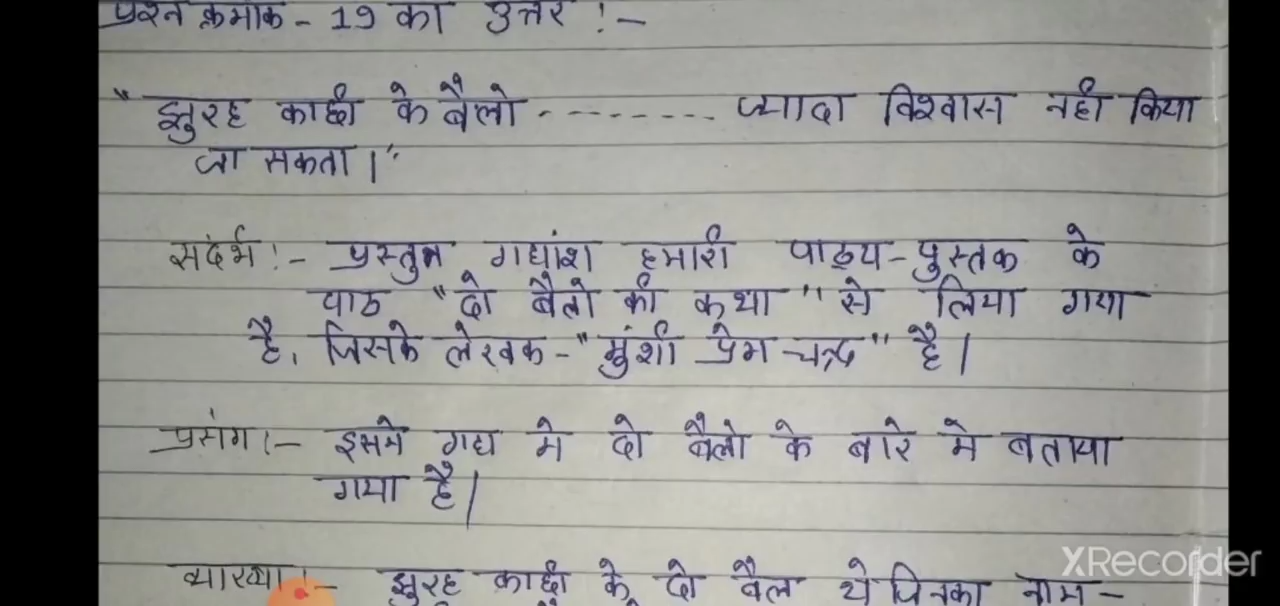 प्रश्न क्रमांक - 19 का उत्तर :-
"झुरह काछी के बैलो - - - - - - - - ज्यादा विश्वास नही किया
जा सकता।"
संदर्भ :- प्रस्तुत गद्यांश हमारी पाठ्य-पुस्तक के
पाठ "दो बैलो की कथा" से लिया गया
है, जिसके लेखक - "मुंशी प्रेम चन्द्र" है।
प्रसंग :- इसमे गद्य मे दो बैलो के बारे मे बताया
गया है।
व्याख्या :- झुरह काछी के दो बैल थे जिनका नाम -
XRecorder